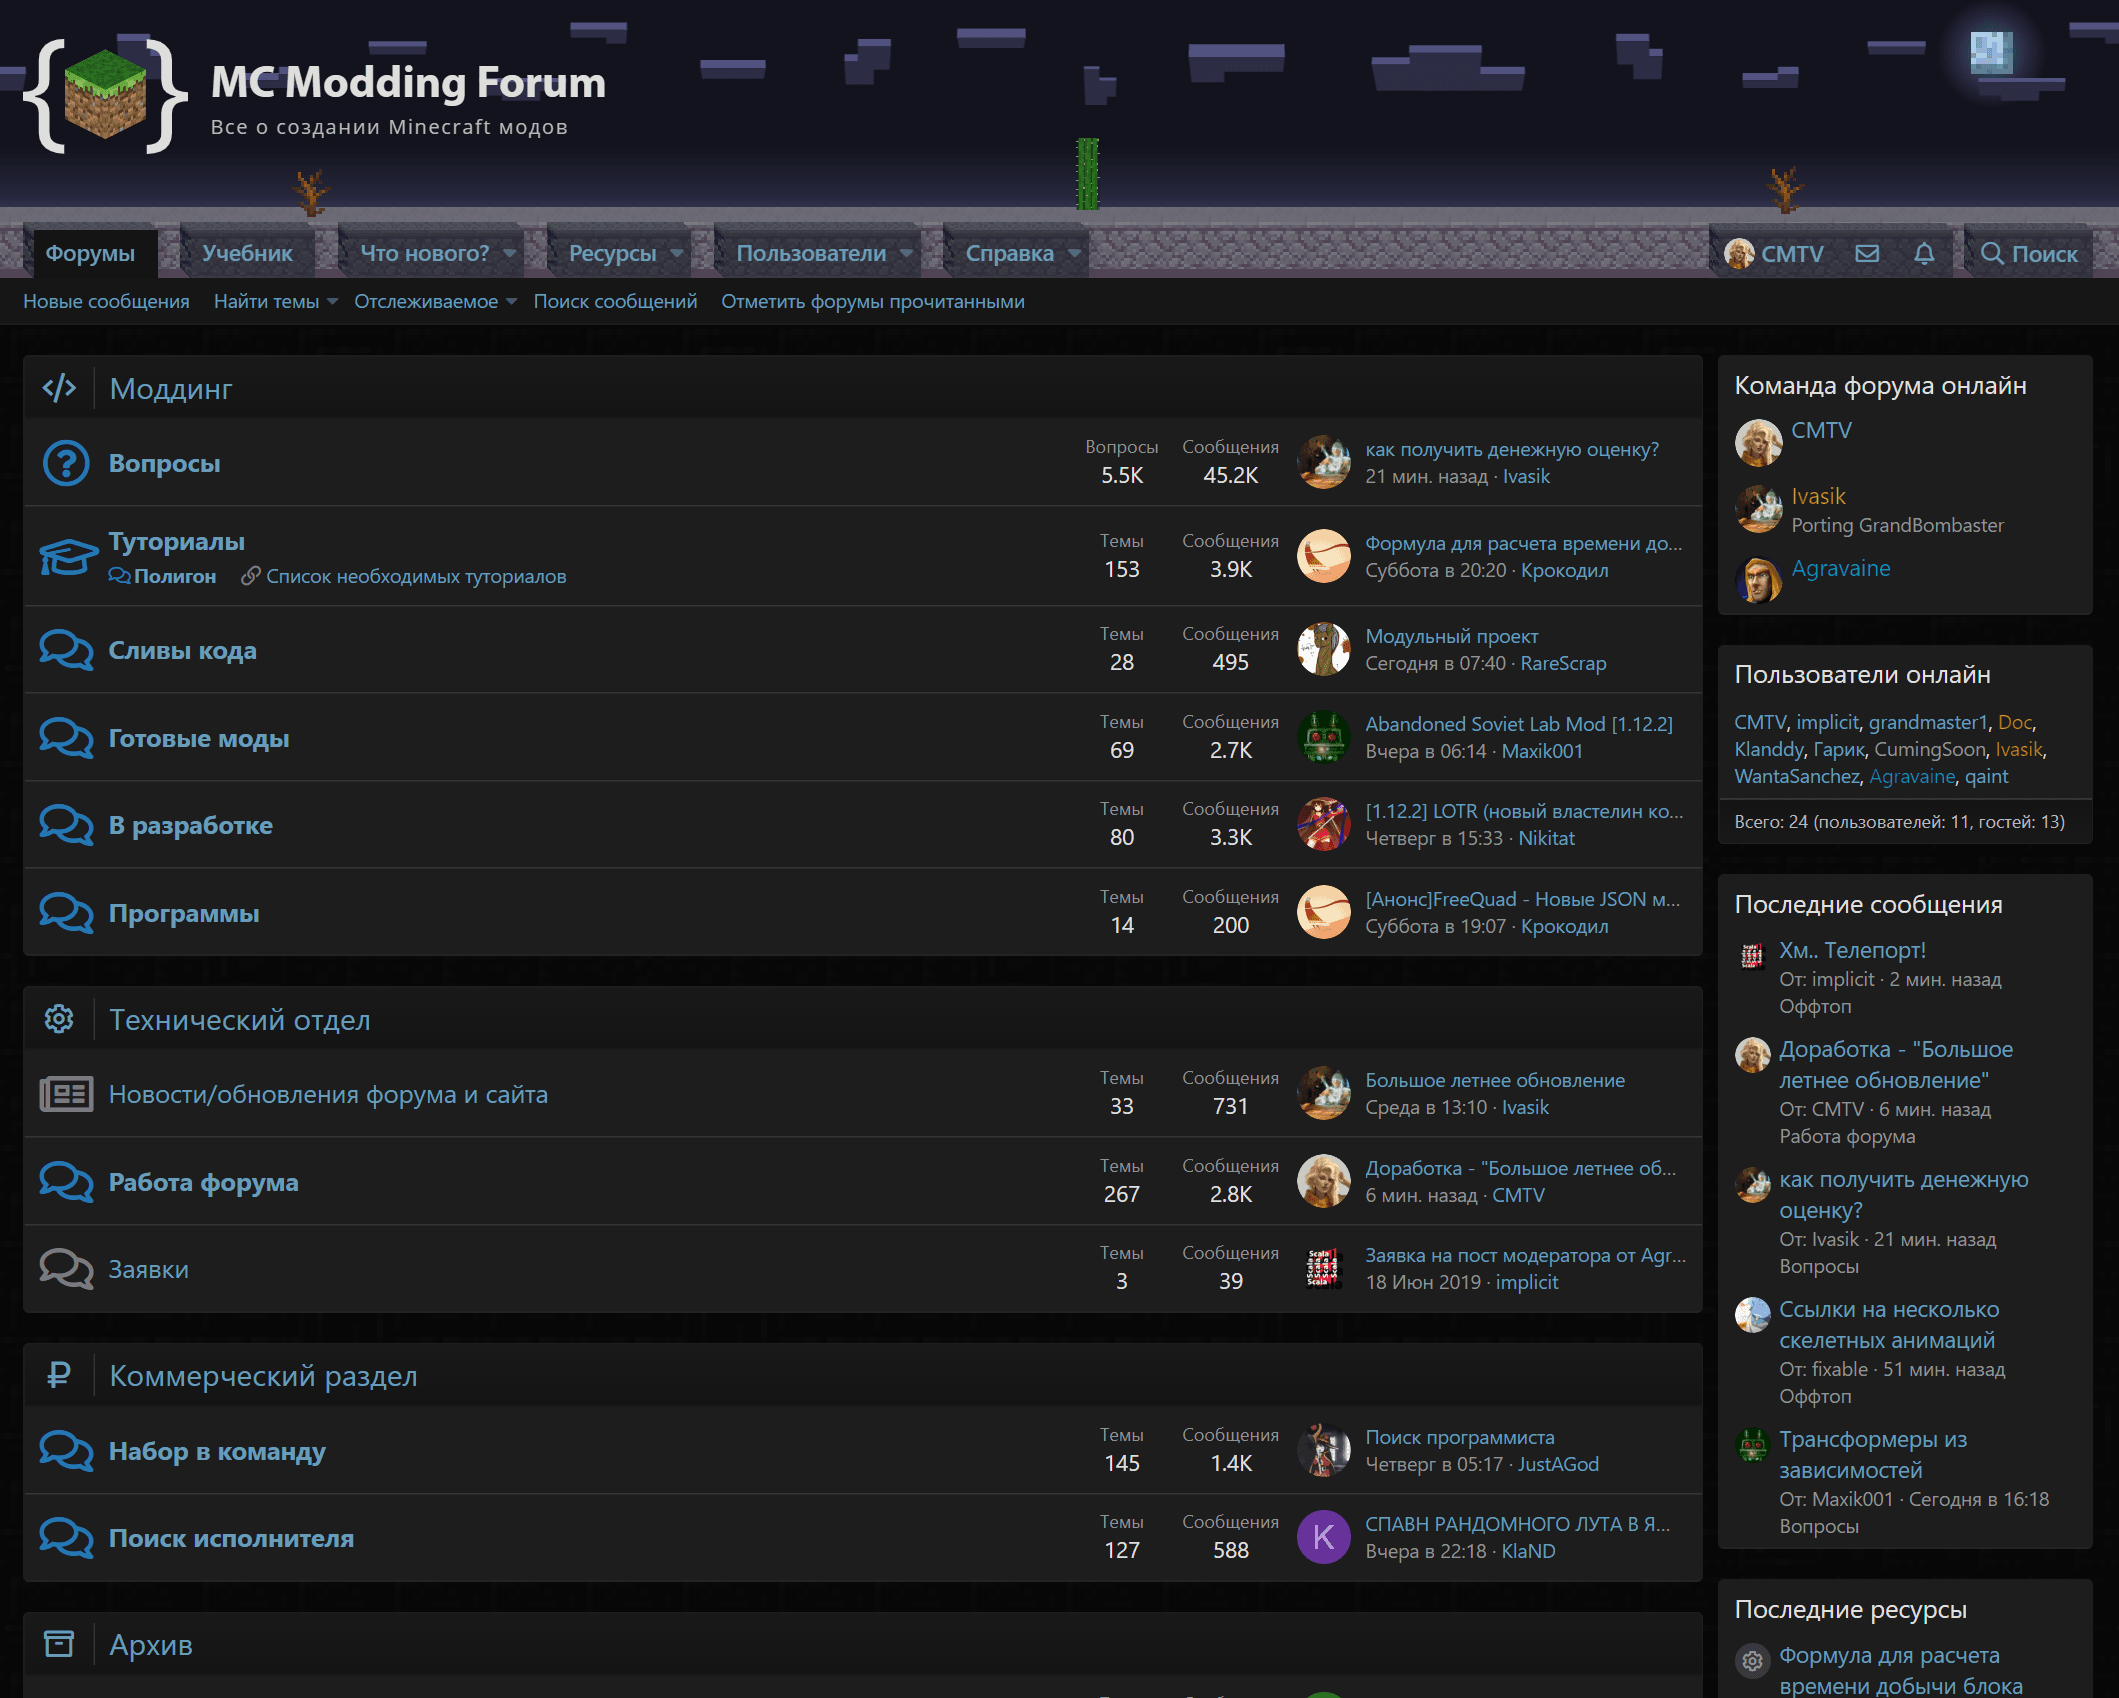 MC Modding Forum
Все о создании Minecraft модов
Форумы
Учебник
Что нового?
Ресурсы
Пользователи
Справка
CMTV
Поиск
Новые сообщения
Найти темы
Отслеживаемое
Поиск сообщений
Отметить форумы прочитанными
Моддинг
Вопросы
Вопросы
5.5K
Сообщения
45.2K
как получить денежную оценку?
21 мин. назад · Ivasik
Туториалы
Полигон
Список необходимых туториалов
Темы
153
Сообщения
3.9K
Формула для расчета времени до...
Суббота в 20:20 · Крокодил
Сливы кода
Темы
28
Сообщения
495
Модульный проект
Сегодня в 07:40 · RareScrap
Готовые моды
Темы
69
Сообщения
2.7K
Abandoned Soviet Lab Mod [1.12.2]
Вчера в 06:14 · Maxik001
В разработке
Темы
80
Сообщения
3.3K
[1.12.2] LOTR (новый властелин ко...
Четверг в 15:33 · Nikitat
Программы
Темы
14
Сообщения
200
[Анонс]FreeQuad - Новые JSON м...
Суббота в 19:07 · Крокодил
Технический отдел
Новости/обновления форума и сайта
Темы
33
Сообщения
731
Большое летнее обновление
Среда в 13:10 · Ivasik
Работа форума
Темы
267
Сообщения
2.8K
Доработка - "Большое летнее об...
6 мин. назад · CMTV
Заявки
Темы
3
Сообщения
39
Заявка на пост модератора от Agr...
18 Июн 2019 · implicit
Коммерческий раздел
Набор в команду
Темы
145
Сообщения
1.4K
Поиск программиста
Четверг в 05:17 · JustAGod
Поиск исполнителя
Темы
127
Сообщения
588
K
СПАВН РАНДОМНОГО ЛУТА В Я...
Вчера в 22:18 · KlaND
Архив
Команда форума онлайн
CMTV
Ivasik
Porting GrandBombaster
Agravaine
Пользователи онлайн
CMTV, implicit, grandmaster1, Doc,
Klanddy, Гарик, CumingSoon, Ivasik,
WantaSanchez, Agravaine, qaint
Всего: 24 (пользователей: 11, гостей: 13)
Последние сообщения
Хм.. Телепорт!
От: implicit · 2 мин. назад
Оффтоп
Доработка - "Большое
летнее обновление"
От: CMTV · 6 мин. назад
Работа форума
как получить денежную
оценку?
От: Ivasik · 21 мин. назад
Вопросы
Ссылки на несколько
скелетных анимаций
От: fixable · 51 мин. назад
Оффтоп
Трансформеры из
зависимостей
От: Maxik001 · Сегодня в 16:18
Вопросы
Последние ресурсы
Формула для расчета
времени добычи блока